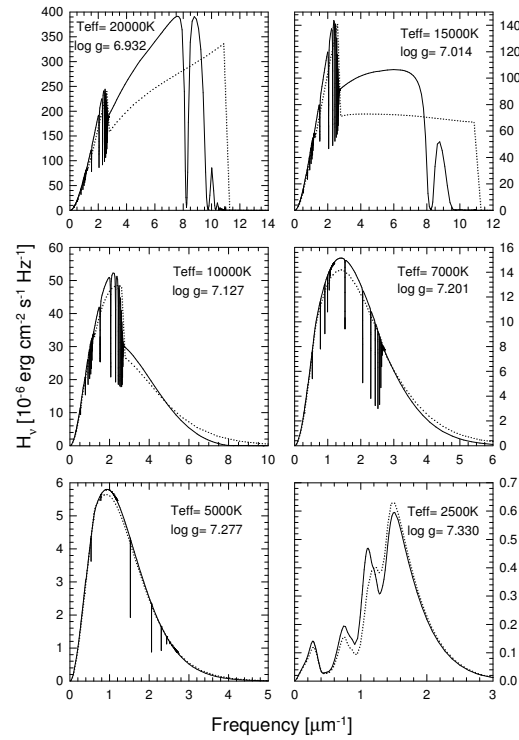 Teff= 20000K
log g= 6.932
400
350
300
250
200
150
100
50
0
0 2 4 6 8 10 12 14
Teff= 15000K
log g= 7.014
140
120
100
80
60
40
20
0
0 2 4 6 8 10 12
Teff= 10000K
log g = 7.127
60
50
40
30
20
10
0
0 2 4 6 8 10
Teff= 7000K
log g = 7.201
16
14
12
10
8
6
4
2
0
0 1 2 3 4 5 6
Teff= 5000K
log g = 7.277
6
5
4
3
2
1
0
0 1 2 3 4 5
Teff= 2500K
log g = 7.330
0.7
0.6
0.5
0.4
0.3
0.2
0.1
0.0
0 1 2 3
Hν [10⁻⁶ erg cm⁻² s⁻¹ Hz⁻¹]
Frequency [μm⁻¹]